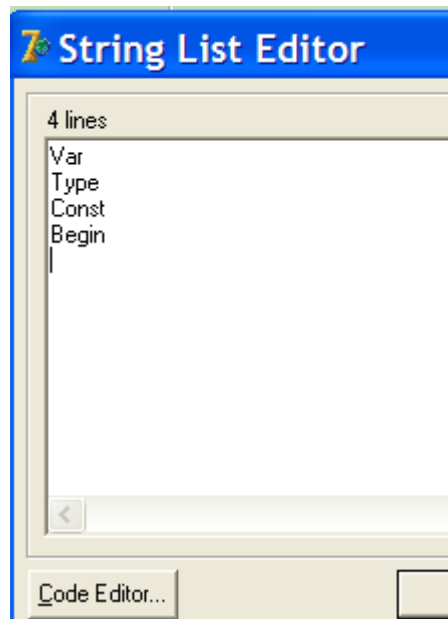 String List Editor
4 lines
Var
Type
Const
Begin
Code Editor...